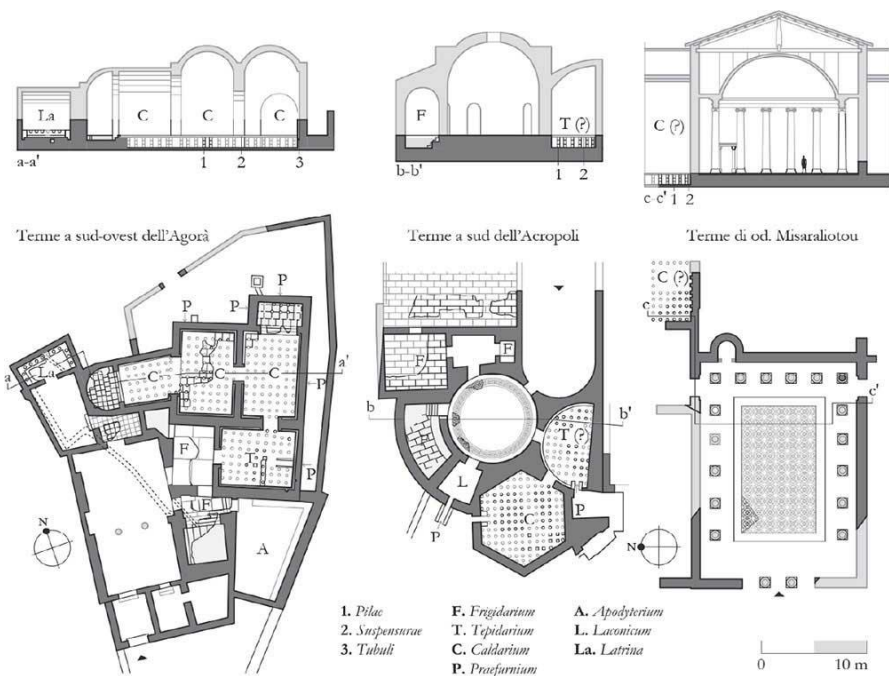 La
C
C
C
a-a'
1
2
3
F
T (?)
b-b'
1
2
C (?)
c-c'
1
2
Terme a sud-ovest dell'Agorà
Terme a sud dell'Acropoli
Terme di od. Misaraliotou
P
P
P
La
a
C
C
C
a'
P
F
T
P
F
A
N
F
F
b
b'
T (?)
L
C
P
P
C (?)
c
c'
N
1. Pilae
2. Suspensurae
3. Tubuli
F. Frigidarium
T. Tepidarium
C. Caldarium
P. Praefurnium
A. Apodyterium
L. Laconicum
La. Latrina
0
10 m